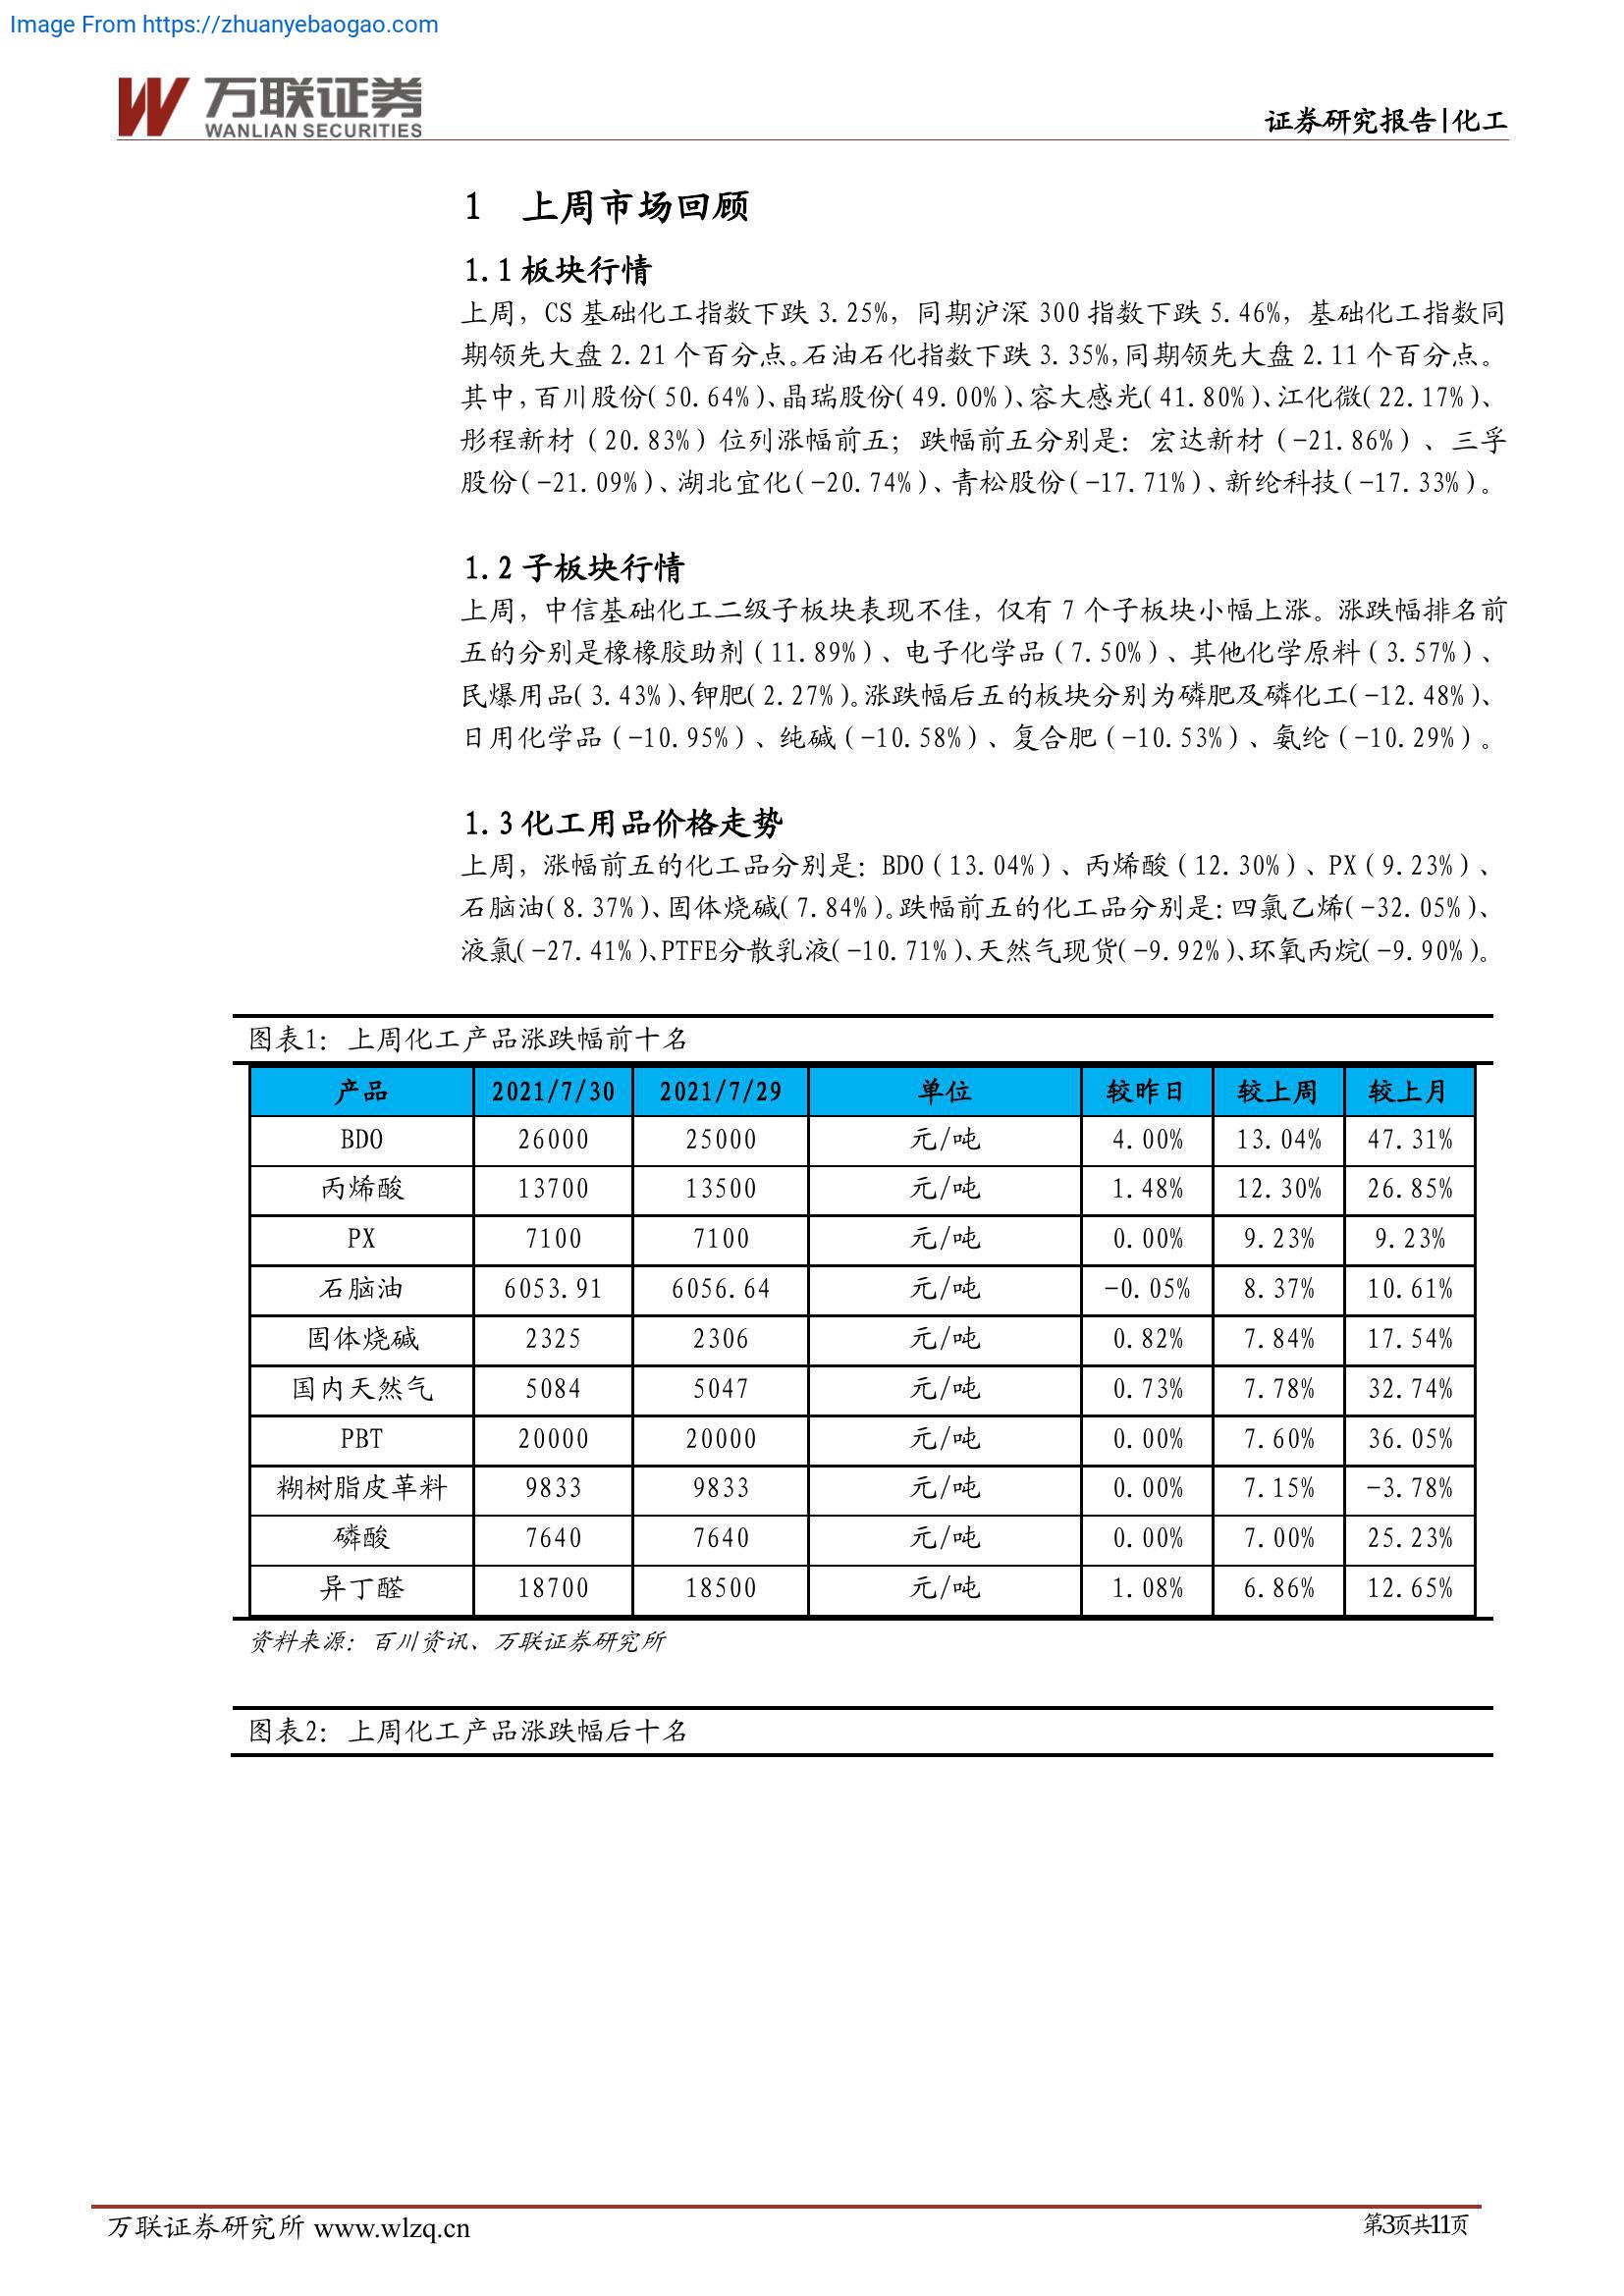 Image From https://zhuanyebaogao.com
万联证券
WANLIAN SECURITIES
证券研究报告|化工
1 上周市场回顾
1.1 板块行情
上周，CS 基础化工指数下跌 3.25%，同期沪深 300 指数下跌 5.46%，基础化工指数同
期领先大盘 2.21 个百分点。石油石化指数下跌 3.35%，同期领先大盘 2.11 个百分点。
其中，百川股份(50.64%)、晶瑞股份(49.00%)、容大感光(41.80%)、江化微(22.17%)、
彤程新材（20.83%）位列涨幅前五；跌幅前五分别是：宏达新材（-21.86%）、三孚
股份(-21.09%)、湖北宜化(-20.74%)、青松股份(-17.71%)、新纶科技(-17.33%)。
1.2 子板块行情
上周，中信基础化工二级子板块表现不佳，仅有 7 个子板块小幅上涨。涨跌幅排名前
五的分别是橡橡胶助剂（11.89%）、电子化学品（7.50%）、其他化学原料（3.57%）、
民爆用品(3.43%)、钾肥(2.27%)。涨跌幅后五的板块分别为磷肥及磷化工(-12.48%)、
日用化学品（-10.95%）、纯碱（-10.58%）、复合肥（-10.53%）、氨纶（-10.29%）。
1.3 化工用品价格走势
上周，涨幅前五的化工品分别是：BDO（13.04%）、丙烯酸（12.30%）、PX（9.23%）、
石脑油(8.37%)、固体烧碱(7.84%)。跌幅前五的化工品分别是：四氯乙烯(-32.05%)、
液氯(-27.41%)、PTFE分散乳液(-10.71%)、天然气现货(-9.92%)、环氧丙烷(-9.90%)。
图表1：上周化工产品涨跌幅前十名
产品 2021/7/30 2021/7/29 单位 较昨日 较上周 较上月
BDO 26000 25000 元/吨 4.00% 13.04% 47.31%
丙烯酸 13700 13500 元/吨 1.48% 12.30% 26.85%
PX 7100 7100 元/吨 0.00% 9.23% 9.23%
石脑油 6053.91 6056.64 元/吨 -0.05% 8.37% 10.61%
固体烧碱 2325 2306 元/吨 0.82% 7.84% 17.54%
国内天然气 5084 5047 元/吨 0.73% 7.78% 32.74%
PBT 20000 20000 元/吨 0.00% 7.60% 36.05%
糊树脂皮革料 9833 9833 元/吨 0.00% 7.15% -3.78%
磷酸 7640 7640 元/吨 0.00% 7.00% 25.23%
异丁醛 18700 18500 元/吨 1.08% 6.86% 12.65%
资料来源：百川资讯、万联证券研究所
图表2：上周化工产品涨跌幅后十名
万联证券研究所 www.wlzq.cn
第3页共11页